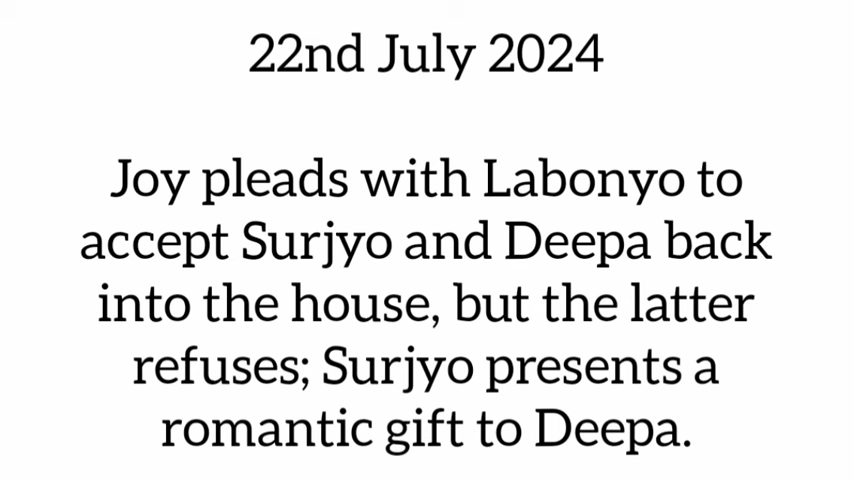 22nd July 2024
Joy pleads with Labonyo to
accept Surjyo and Deepa back
into the house, but the latter
refuses; Surjyo presents a
romantic gift to Deepa.